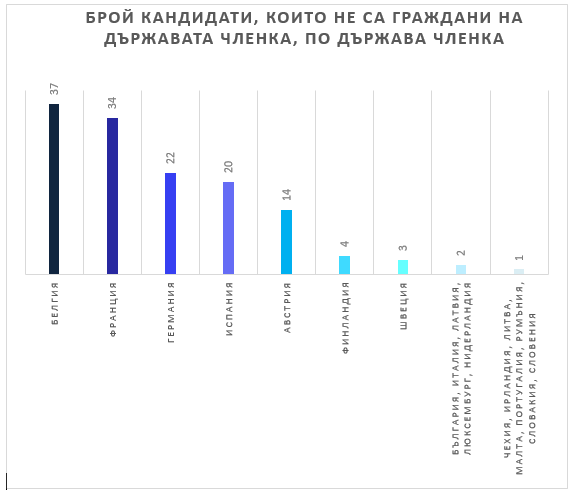 БРОЙ КАНДИДАТИ, КОИТО НЕ СА ГРАЖДАНИ НА
ДЪРЖАВАТА ЧЛЕНКА, ПО ДЪРЖАВА ЧЛЕНКА
37
34
22
20
14
4
3
2
1
БЕЛГИЯ
ФРАНЦИЯ
ГЕРМАНИЯ
ИСПАНИЯ
АВСТРИЯ
ФИНЛАНДИЯ
ШВЕЦИЯ
БЪЛГАРИЯ, ИТАЛИЯ, ЛАТВИЯ,
ЛЮКСЕМБУРГ, НИДЕРЛАНДИЯ
ЧЕХИЯ, ИРЛАНДИЯ, ЛИТВА,
МАЛТА, ПОРТУГАЛИЯ, РУМЪНИЯ,
СЛОВАКИЯ, СЛОВЕНИЯ